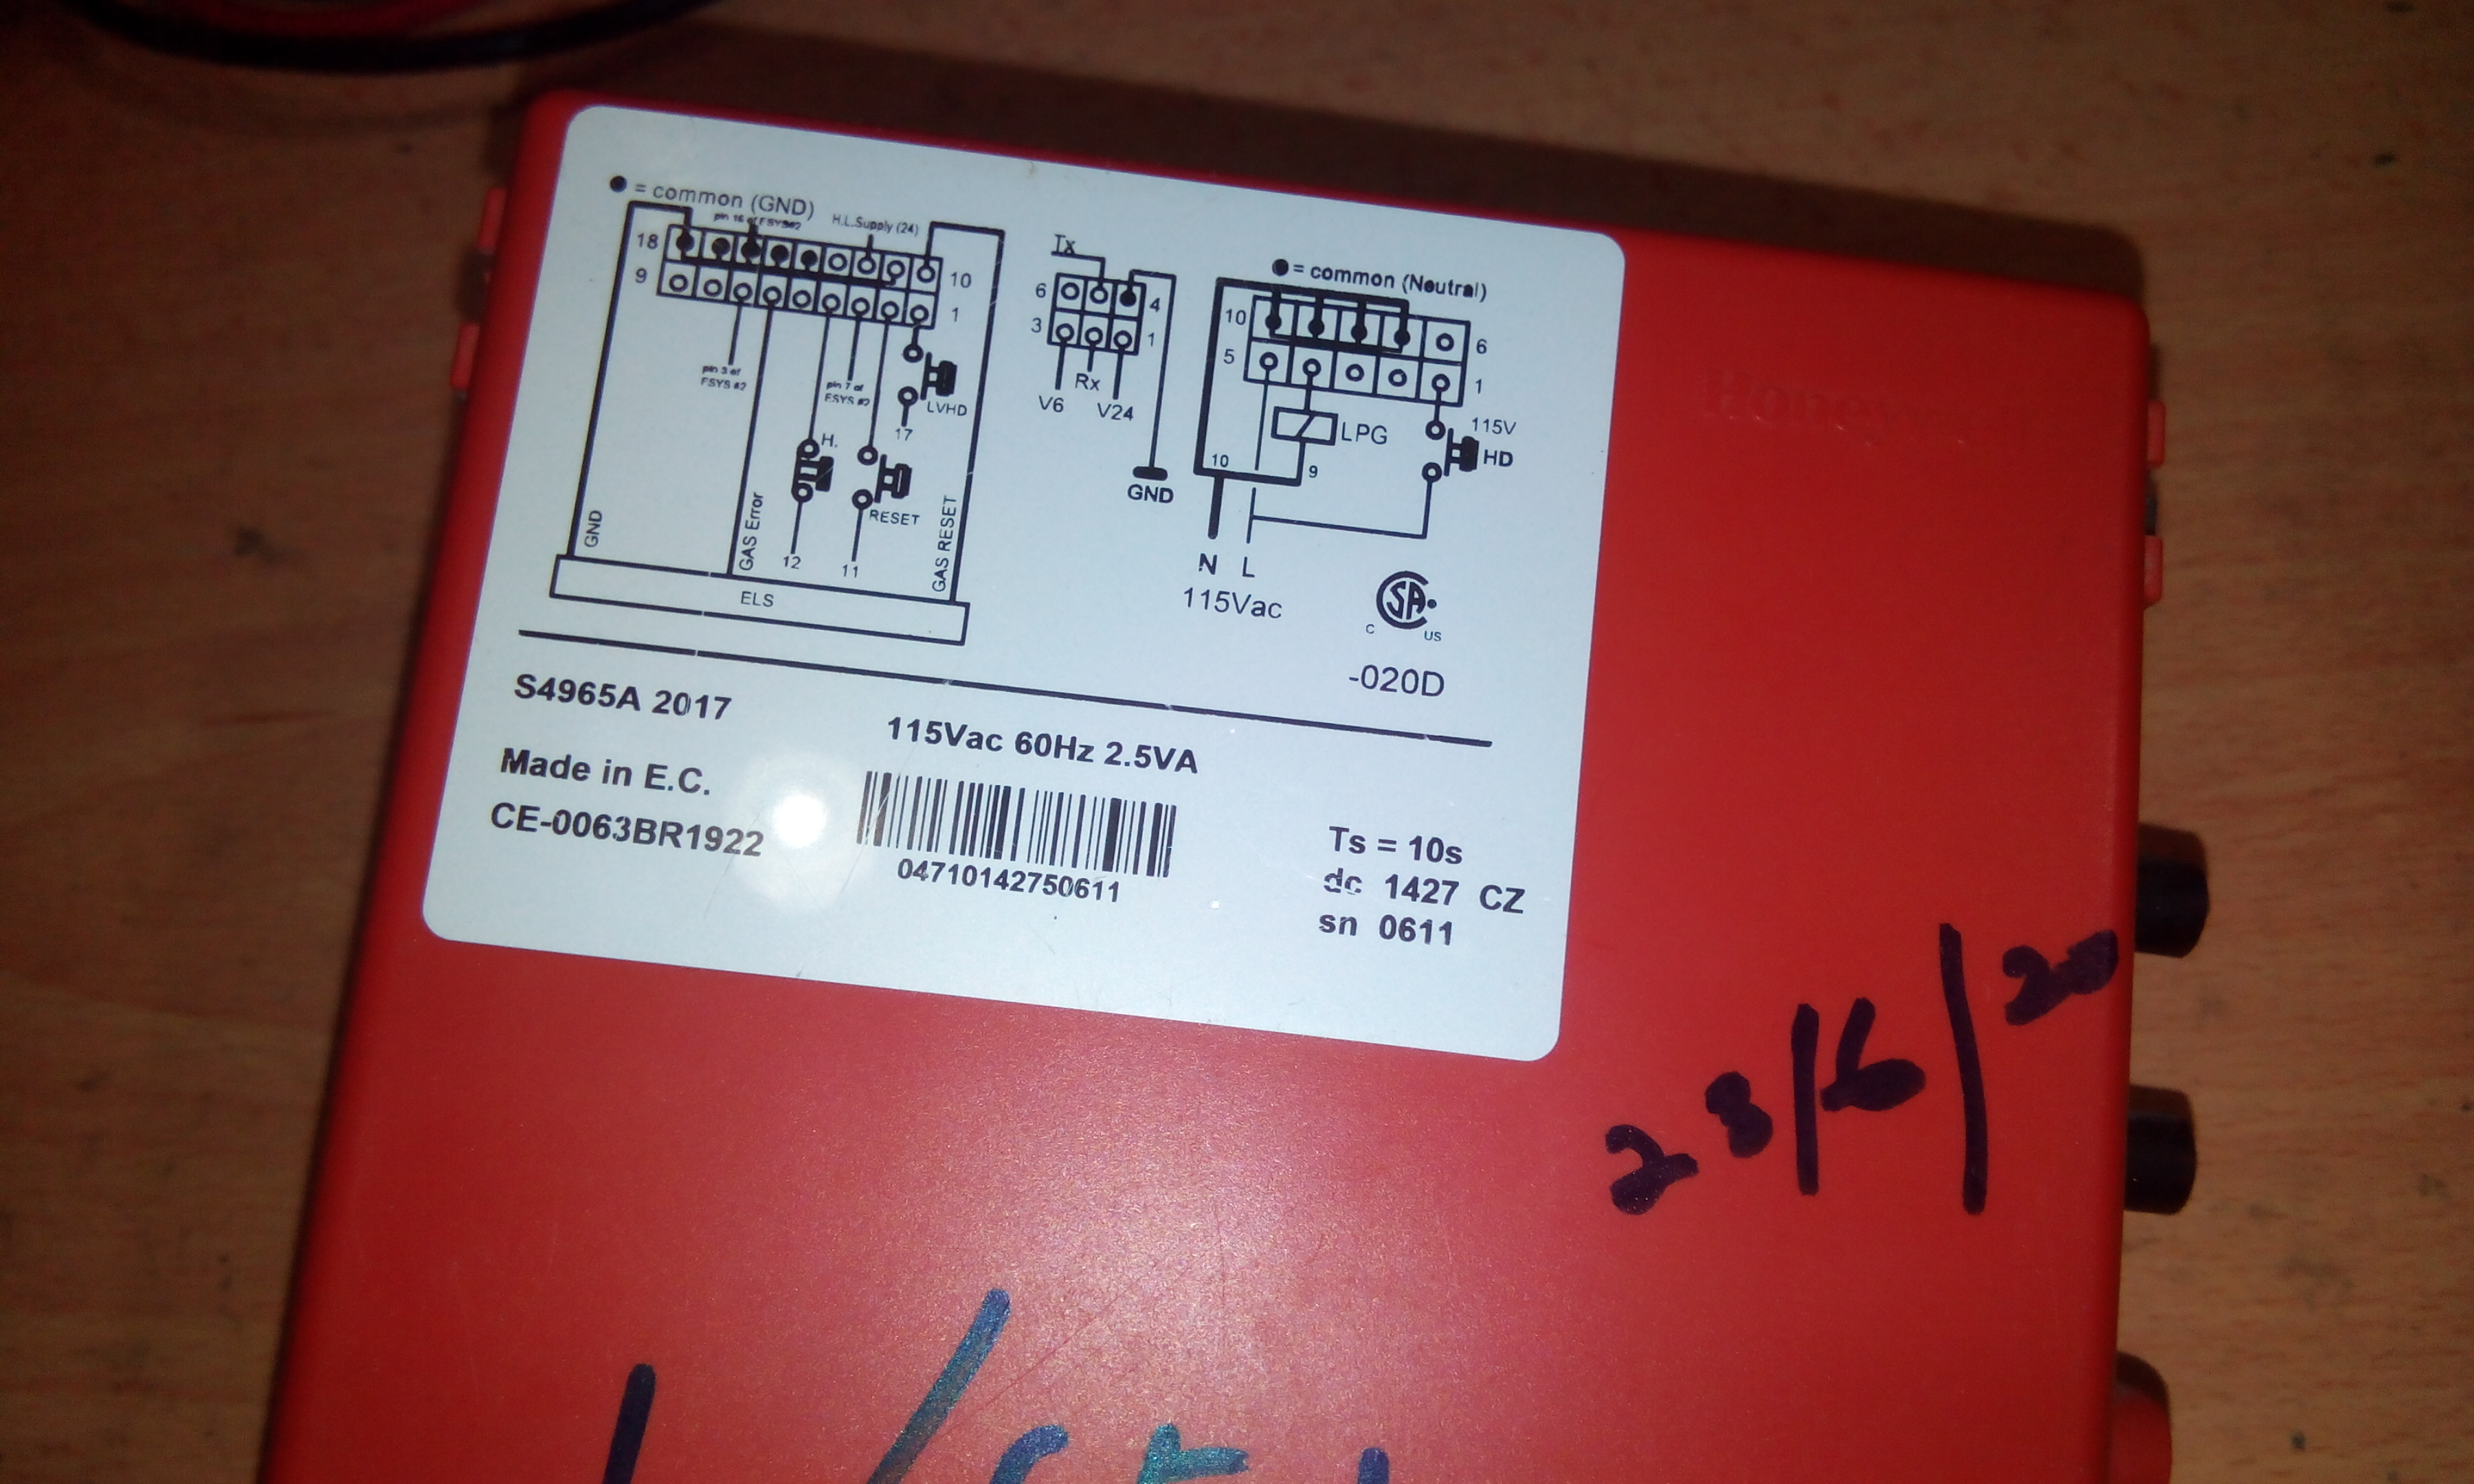 ● = common (GND)
pin 16 of FSYS#2
H.L.Supply (24)
18
10
9
1
pin 3 of
FSYS #2
pin 7 of
FSYS #2
LVHD
17
H.
RESET
12
11
GND
GAS Error
GAS RESET
ELS
Tx
6
4
3
1
Rx
V6
V24
GND
● = common (Neutral)
10
6
5
1
115V
LPG
HD
10
9
N L
115Vac
SA
C US
-020D
S4965A 2017
115Vac 60Hz 2.5VA
Made in E.C.
CE-0063BR1922
04710142750611
Ts = 10s
dc 1427 CZ
sn 0611
28/6/20